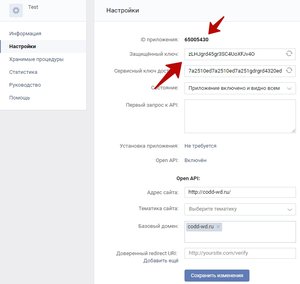 Test
Настройки
Информация
Настройки
Хранимые процедуры
Статистика
Руководство
Помощь
ID приложения: 65005430
Защищённый ключ: zLHJgrd45gr3SC4UoXFJv4O
Сервисный ключ доступа: 7a2510ed7a2510ed7a251gdrgrd4320ed
Состояние: Приложение включено и видно всем
Первый запрос к API:
Установка приложения: Не требуется
Open API: Включён
Open API:
Адрес сайта: http://codd-wd.ru/
Тематика сайта: Выберите тематику
Базовый домен: codd-wd.ru
Доверенный redirect URI: http://yoursite.com/verify
Добавить ещё
Сохранить изменения